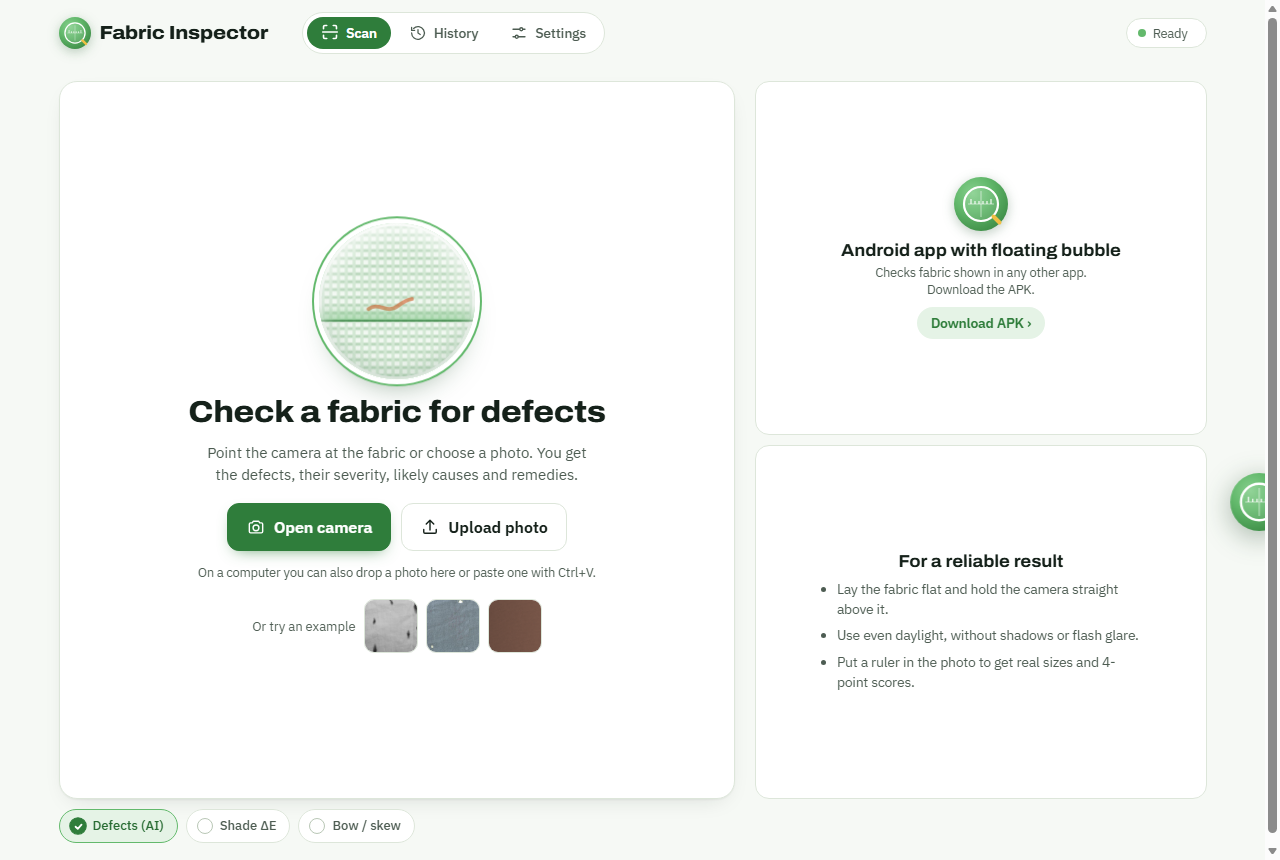 Fabric Inspector
Scan
History
Settings
Ready
Check a fabric for defects
Point the camera at the fabric or choose a photo. You get
the defects, their severity, likely causes and remedies.
Open camera
Upload photo
On a computer you can also drop a photo here or paste one with Ctrl+V.
Or try an example
Android app with floating bubble
Checks fabric shown in any other app.
Download the APK.
Download APK ›
For a reliable result
Lay the fabric flat and hold the camera straight
above it.
Use even daylight, without shadows or flash glare.
Put a ruler in the photo to get real sizes and 4-
point scores.
Defects (AI)
Shade ΔE
Bow / skew